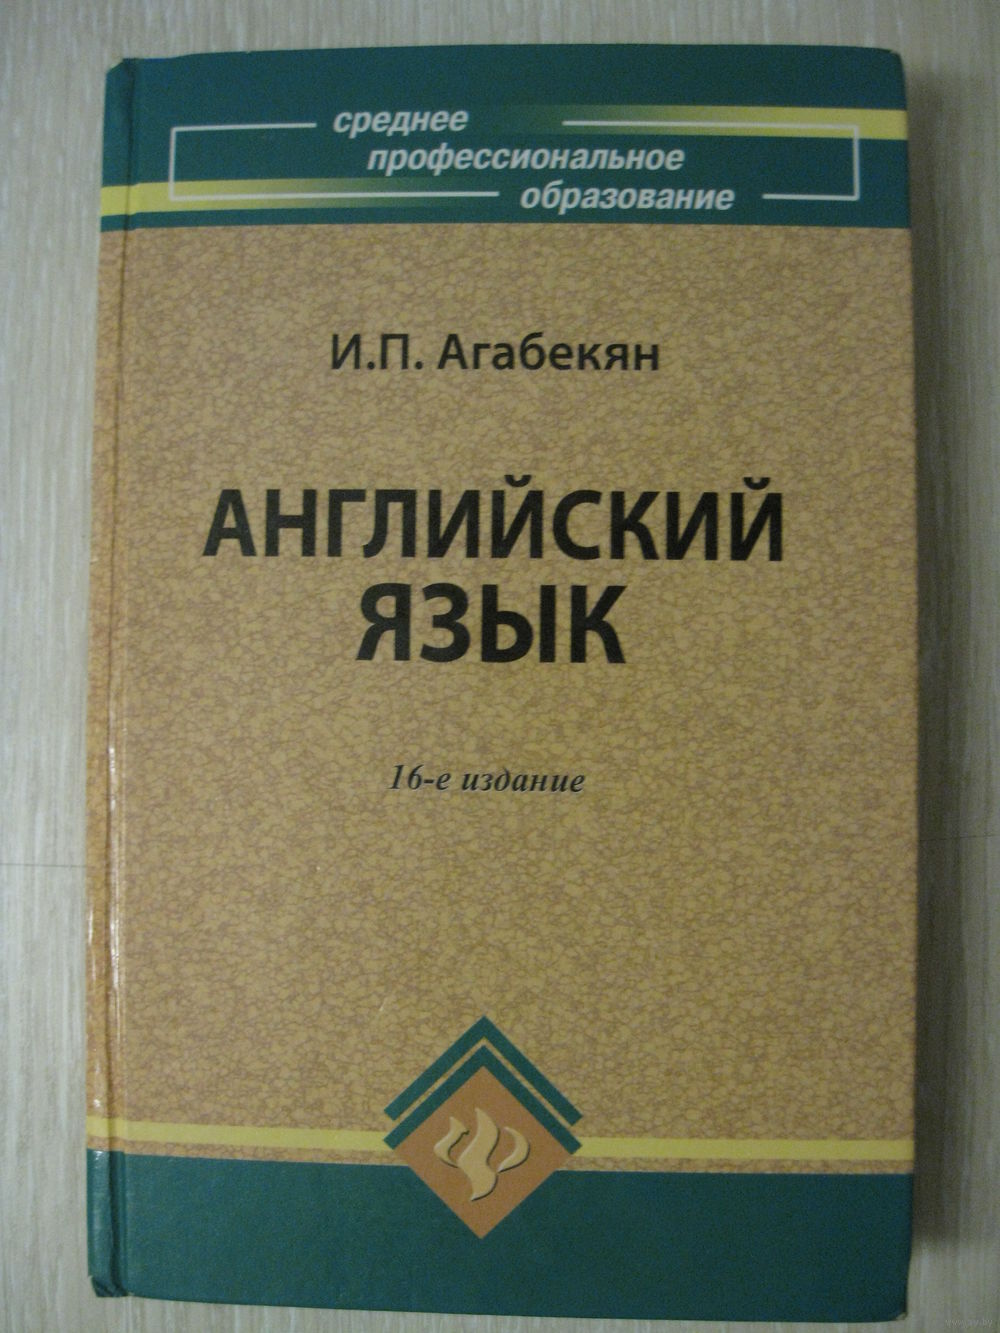 среднее
профессиональное
образование
И.П. Агабекян
АНГЛИЙСКИЙ
ЯЗЫК
16-е издание